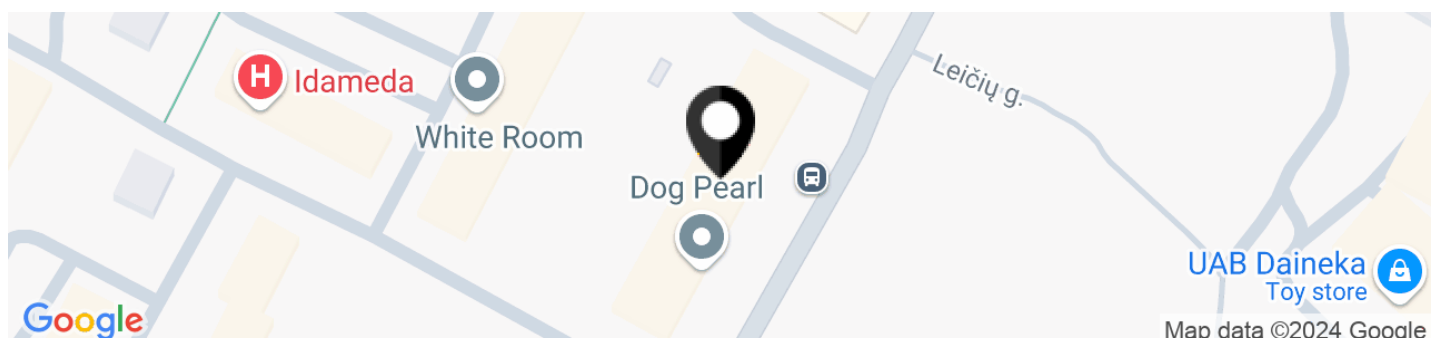 H Idameda
White Room
Dog Pearl
Leičių g.
UAB Daineka
Toy store
Google
Map data ©2024 Google